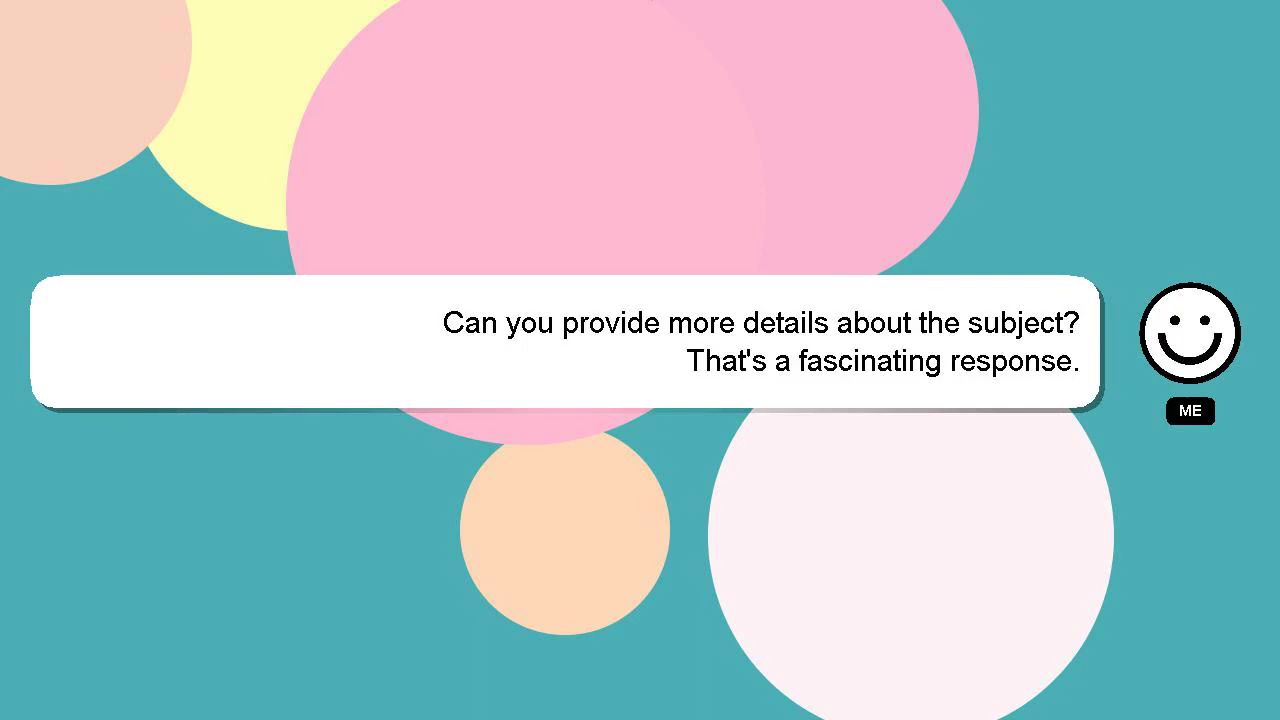 Can you provide more details about the subject?
That's a fascinating response.
ME